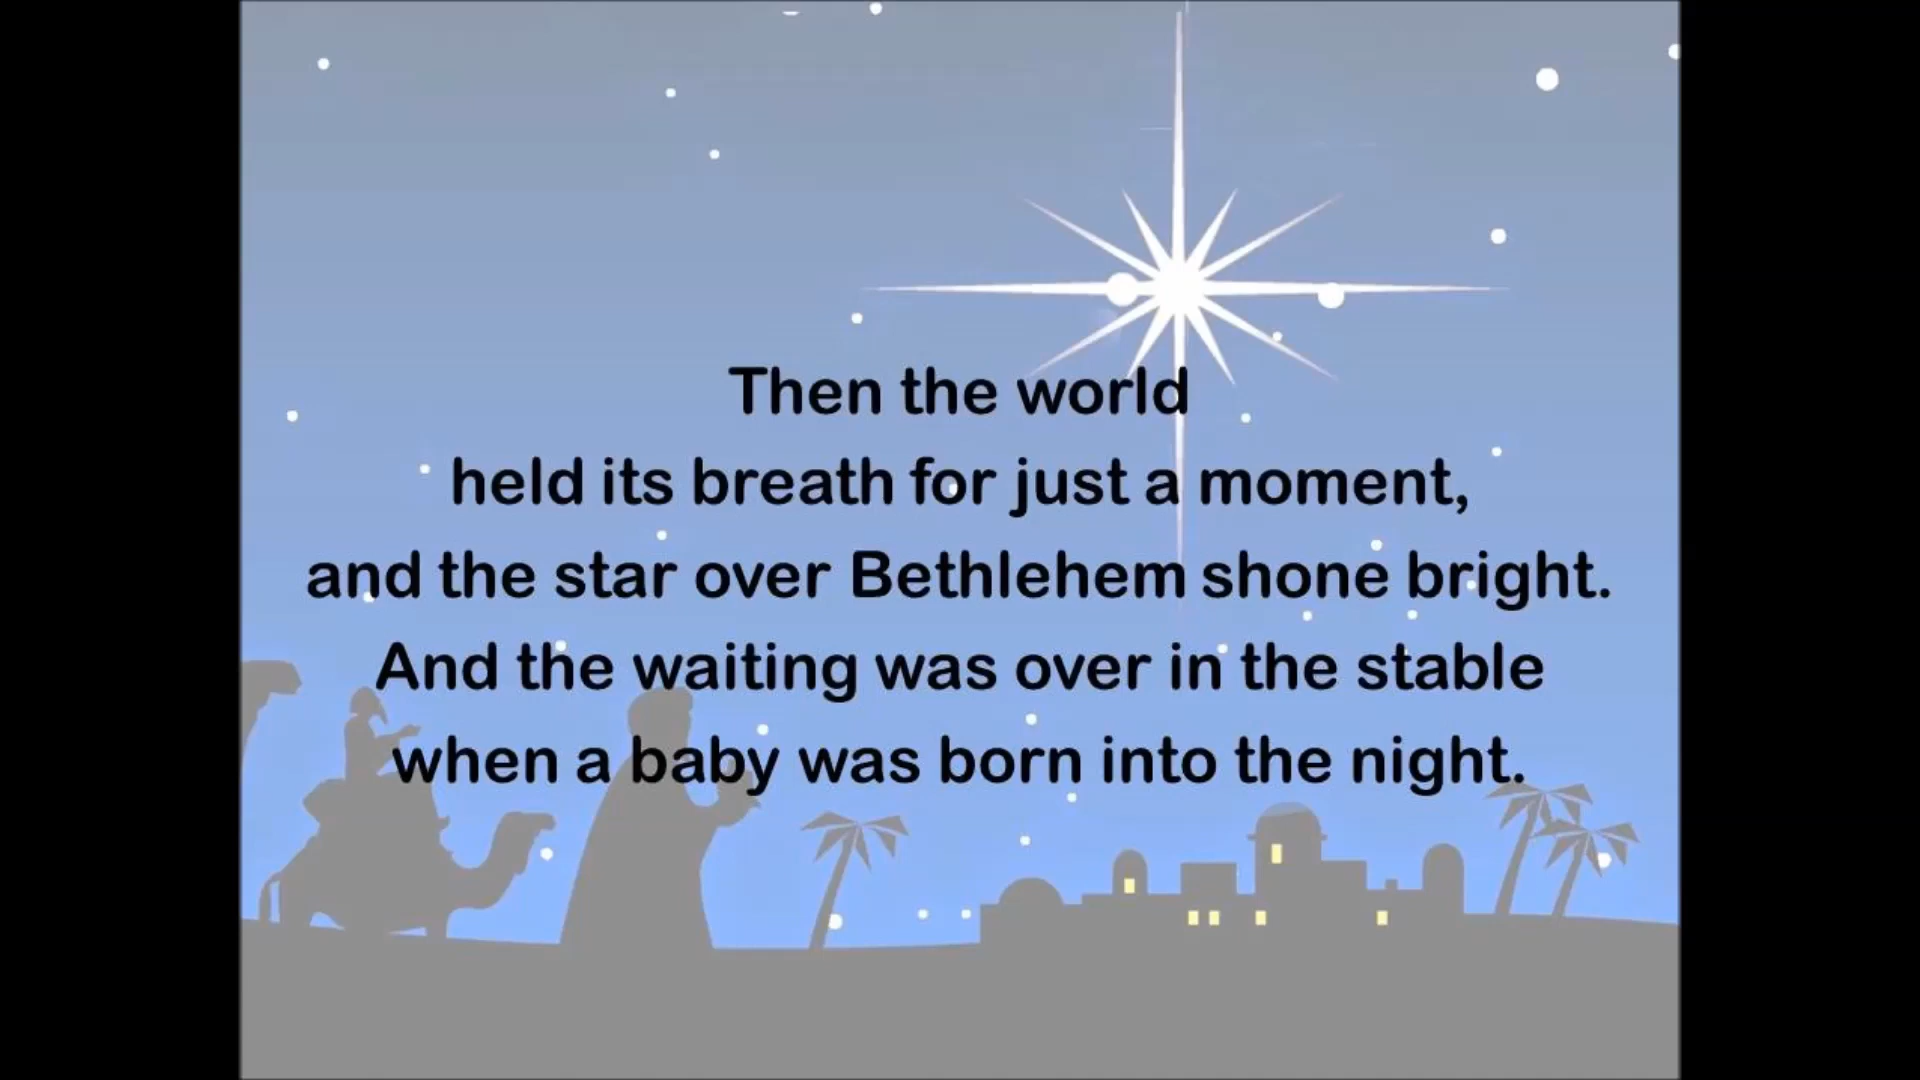 Then the world
held its breath for just a moment,
and the star over Bethlehem shone bright.
And the waiting was over in the stable
when a baby was born into the night.